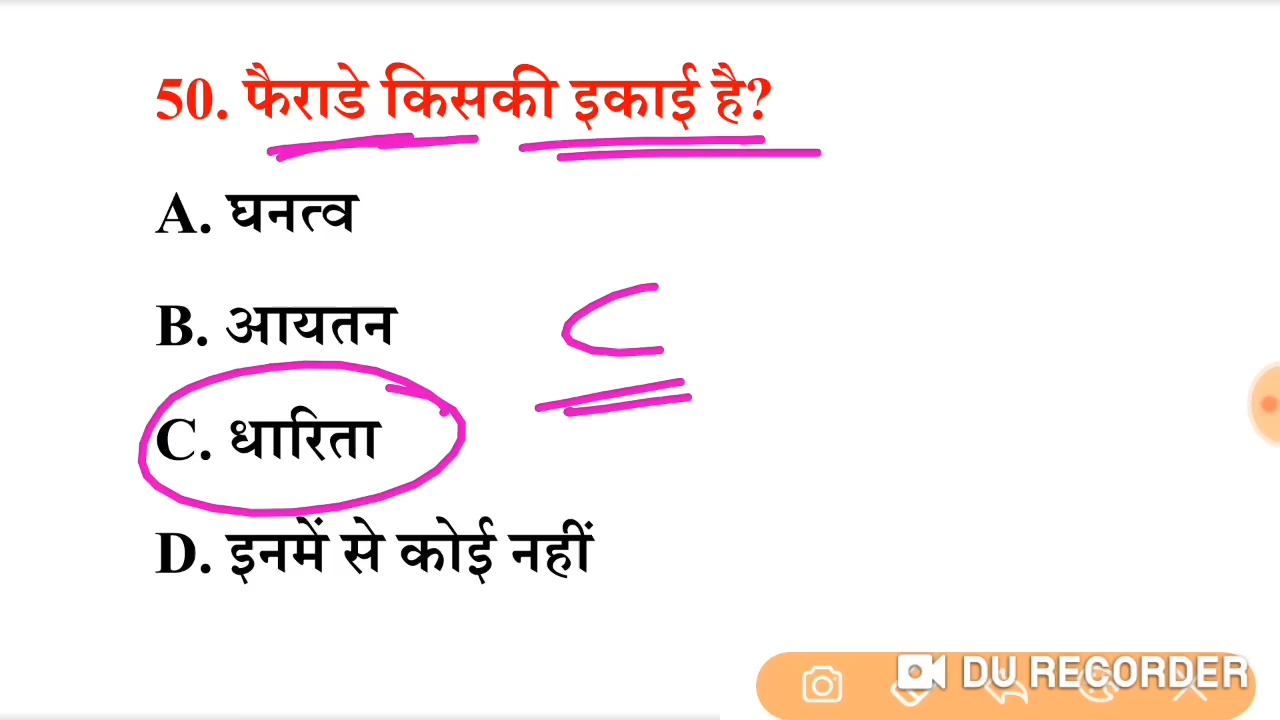 50. फैराडे किसकी इकाई है?
A. घनत्व
B. आयतन
C
C. धारिता
D. इनमें से कोई नहीं
DU RECORDER